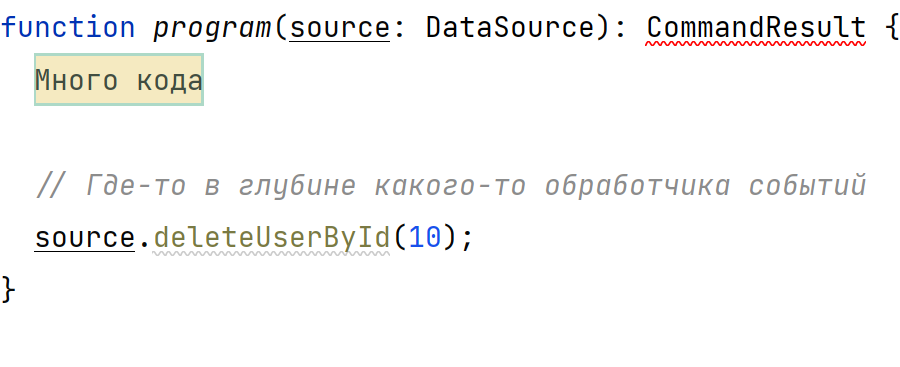 function program(source: DataSource): CommandResult {
Много кода
// Где-то в глубине какого-то обработчика событий
source.deleteUserById(10);
}